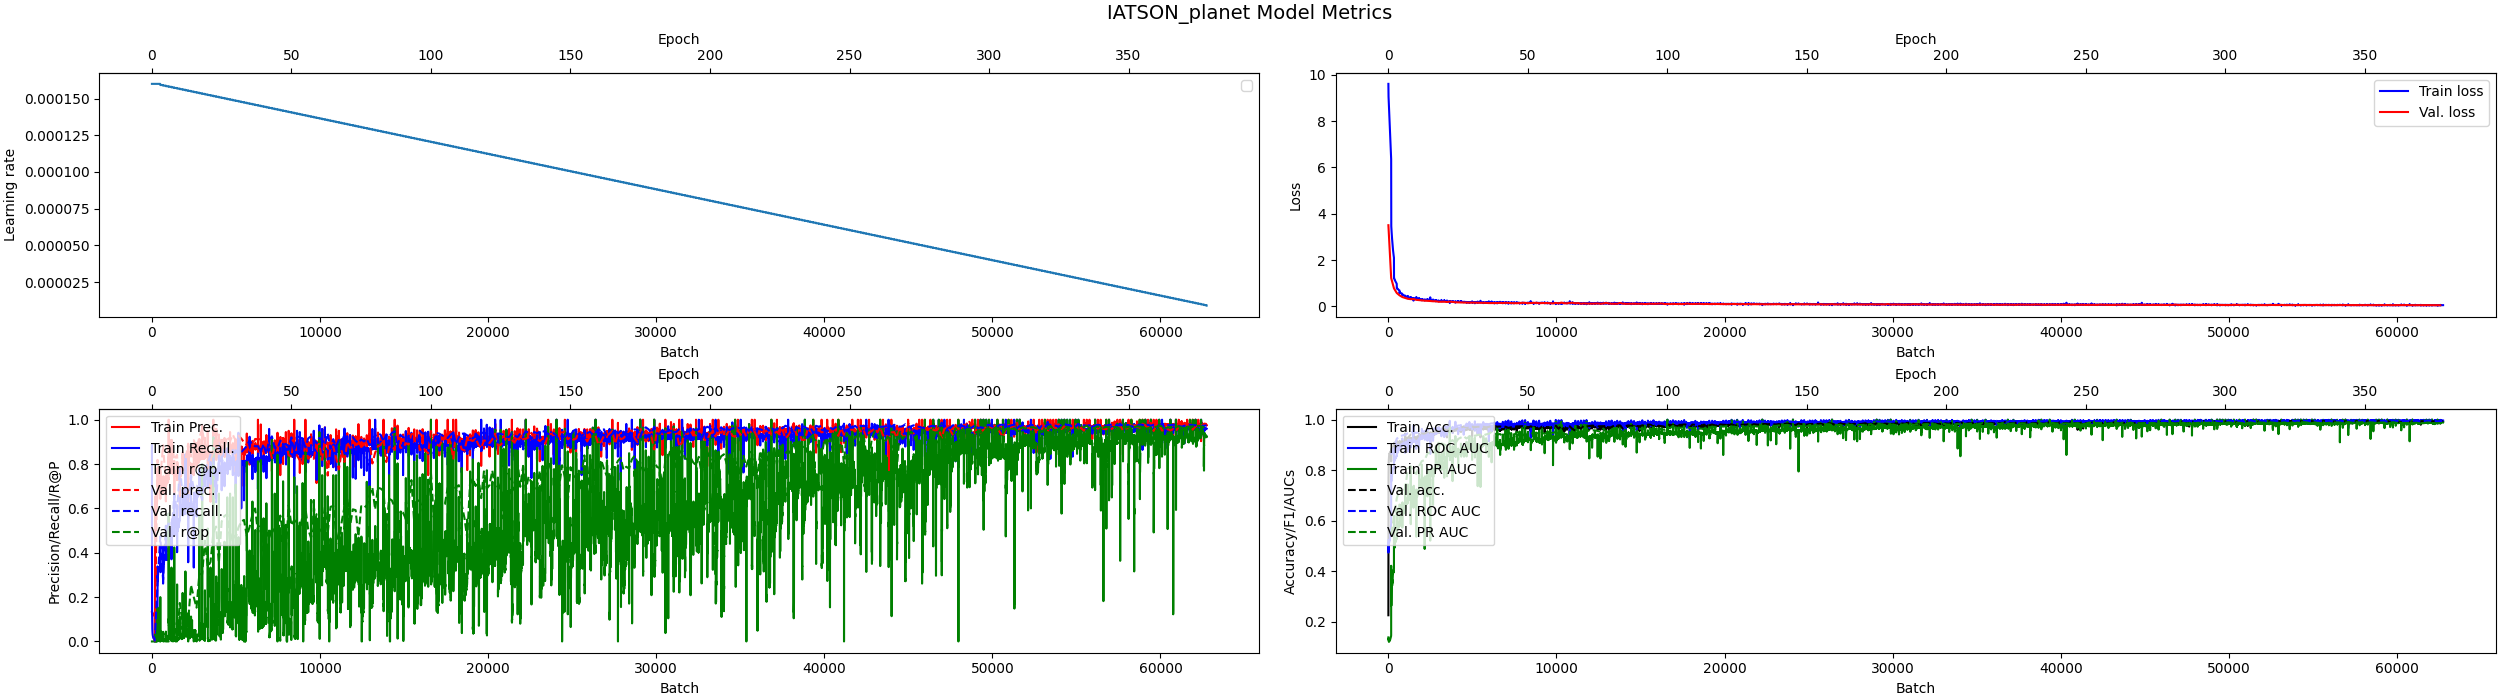 IATSON_planet Model Metrics
Epoch
0 50 100 150 200 250 300 350
0.000150
0.000125
0.000100
0.000075
0.000050
0.000025
Learning rate
0 10000 20000 30000 40000 50000 60000
Batch
Epoch
0 50 100 150 200 250 300 350
10
8
6
4
2
0
Loss
Train loss
Val. loss
0 10000 20000 30000 40000 50000 60000
Batch
Epoch
0 50 100 150 200 250 300 350
1.0
0.8
0.6
0.4
0.2
0.0
Precision/Recall/R@P
Train Prec.
Train Recall.
Train r@p.
Val. prec.
Val. recall.
Val. r@p
0 10000 20000 30000 40000 50000 60000
Batch
Epoch
0 50 100 150 200 250 300 350
1.0
0.8
0.6
0.4
0.2
Accuracy/F1/AUCs
Train Acc.
Train ROC AUC
Train PR AUC
Val. acc.
Val. ROC AUC
Val. PR AUC
0 10000 20000 30000 40000 50000 60000
Batch